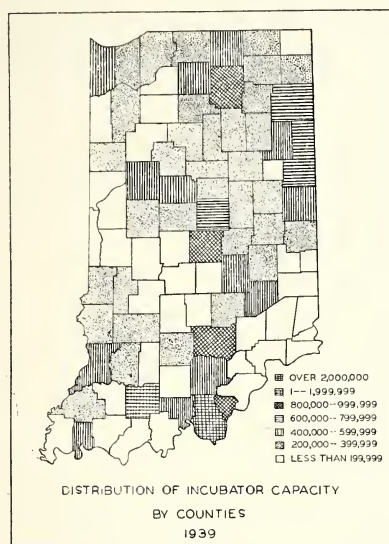 OVER 2,000,000
1-- 1,999,999
800,000--999,999
600,000-- 799,999
400,000-- 599,999
200,000-- 399,999
LESS THAN 199,999
DISTRIBUTION OF INCUBATOR CAPACITY
BY COUNTIES
1939